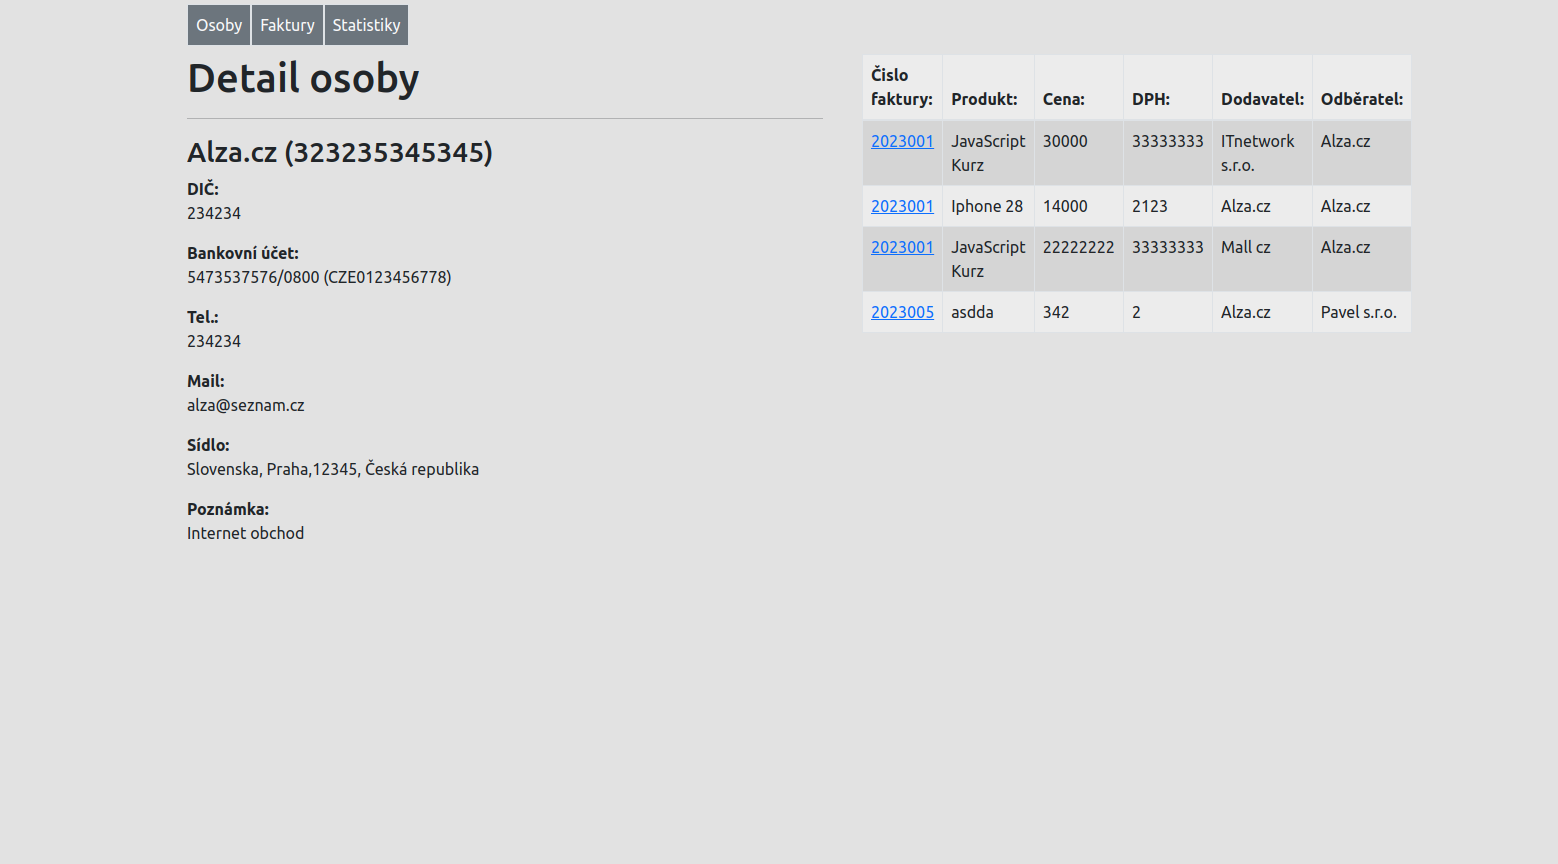 Osoby Faktury Statistiky
Detail osoby
Alza.cz (323235345345)
DIČ:
234234
Bankovní účet:
5473537576/0800 (CZE0123456778)
Tel.:
234234
Mail:
alza@seznam.cz
Sídlo:
Slovenska, Praha,12345, Česká republika
Poznámka:
Internet obchod
Čislo
faktury: Produkt: Cena: DPH: Dodavatel: Odběratel:
2023001 JavaScript 30000 33333333 ITnetwork Alza.cz
Kurz s.r.o.
2023001 Iphone 28 14000 2123 Alza.cz Alza.cz
2023001 JavaScript 22222222 33333333 Mall cz Alza.cz
Kurz
2023005 asdda 342 2 Alza.cz Pavel s.r.o.